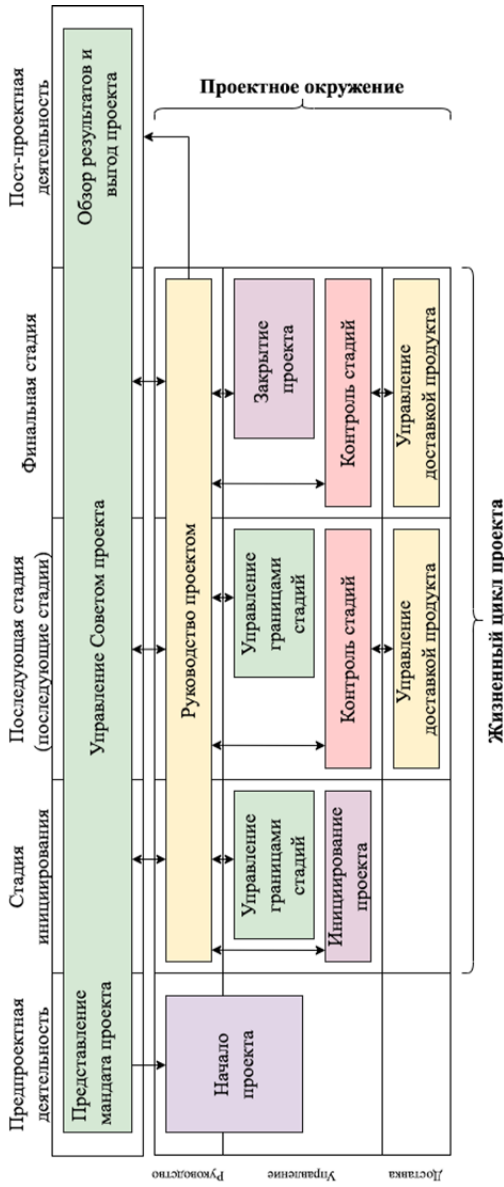 Предпроектная
деятельность
Стадия
инициирования
Последующая стадия
(последующие стадии)
Финальная стадия
Пост-проектная
деятельность
Представление
мандата проекта
Управление Советом проекта
Обзор результатов и
выгод проекта
Руководство
Управление
Доставка
Начало
проекта
Руководство проектом
Управление
границами
стадий
Управление
границами
стадий
Закрытие
проекта
Инициирование
проекта
Контроль стадий
Контроль стадий
Управление
доставкой продукта
Управление
доставкой продукта
Проектное окружение
Жизненный цикл проекта